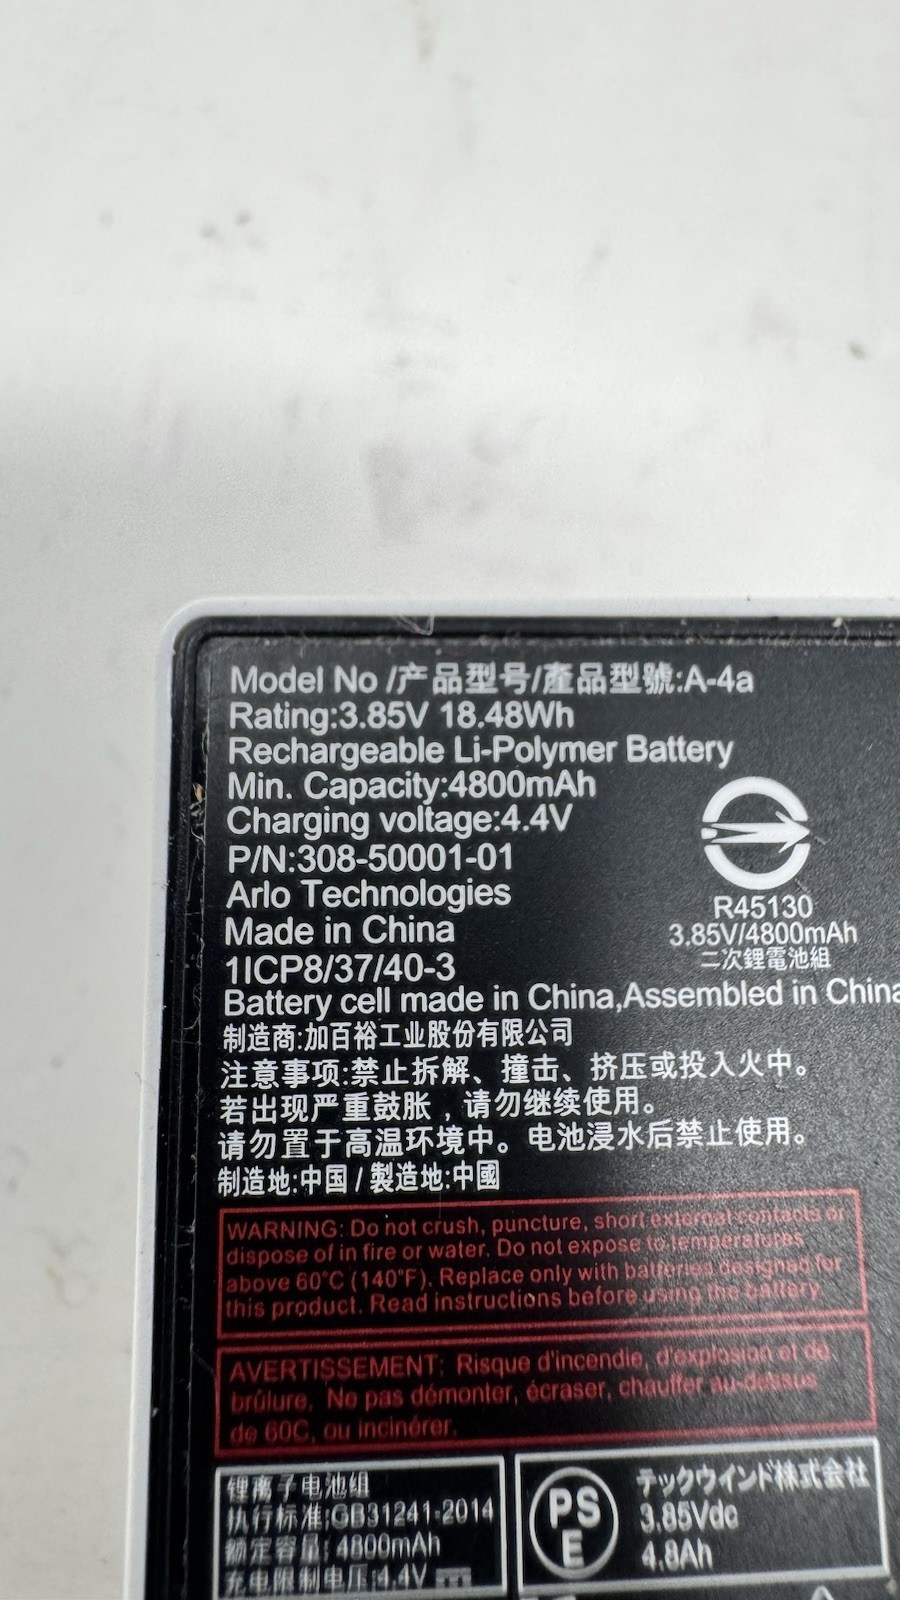 Model No /产品型号/產品型號:A-4a
Rating:3.85V 18.48Wh
Rechargeable Li-Polymer Battery
Min. Capacity:4800mAh
Charging voltage:4.4V
P/N:308-50001-01
Arlo Technologies
Made in China
1ICP8/37/40-3
R45130
3.85V/4800mAh
二次鋰電池組
Battery cell made in China,Assembled in China
制造商:加百裕工业股份有限公司
注意事项:禁止拆解、撞击、挤压或投入火中。
若出现严重鼓胀，请勿继续使用。
请勿置于高温环境中。电池浸水后禁止使用。
制造地:中国 / 製造地:中國
WARNING: Do not crush, puncture, short external contacts or
dispose of in fire or water. Do not expose to temperatures
above 60°C (140°F). Replace only with batteries designed for
this product. Read instructions before using the battery.
AVERTISSEMENT: Risque d'incendie, d'explosion et de
brûlure. Ne pas démonter, écraser, chauffer au-dessus
de 60C, ou incinérer.
锂离子电池组
执行标准:GB31241-2014
额定容量: 4800mAh
充电限制电压:4.4V
PS
E
テックウインド株式会社
3.85Vdc
4.8Ah